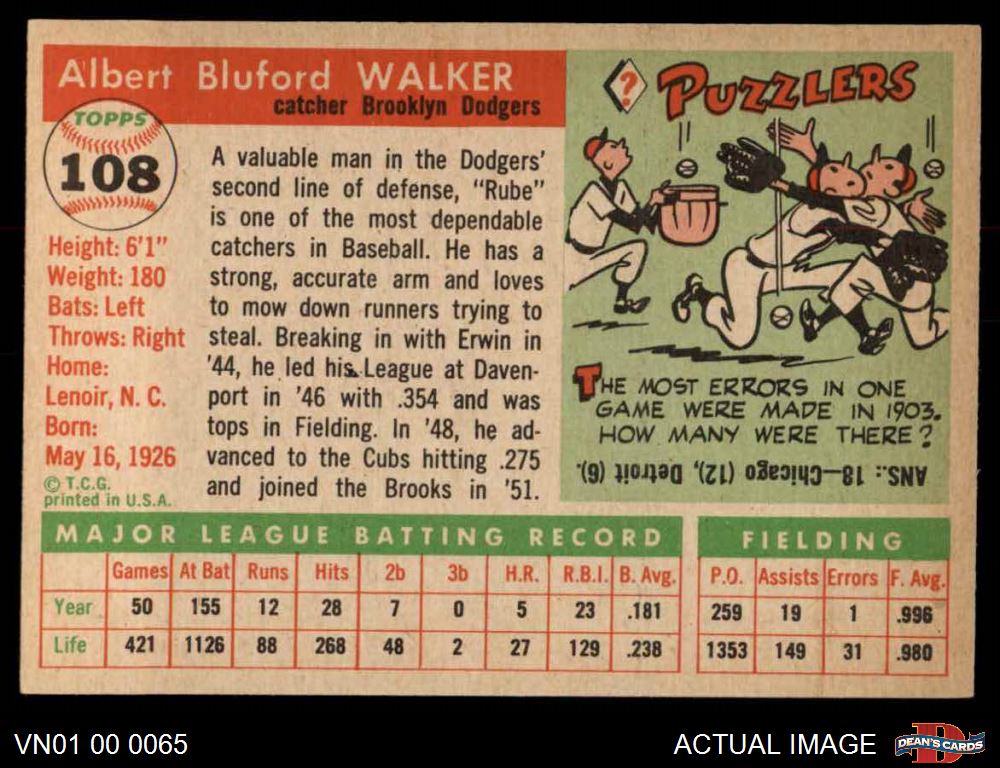 Albert Bluford WALKER
catcher Brooklyn Dodgers
TOPPS
108
Height: 6'1"
Weight: 180
Bats: Left
Throws: Right
Home:
Lenoir, N. C.
Born:
May 16, 1926
© T.C.G.
printed in U.S.A.
A valuable man in the Dodgers'
second line of defense, "Rube"
is one of the most dependable
catchers in Baseball. He has a
strong, accurate arm and loves
to mow down runners trying to
steal. Breaking in with Erwin in
'44, he led his League at Daven-
port in '46 with .354 and was
tops in Fielding. In '48, he ad-
vanced to the Cubs hitting .275
and joined the Brooks in '51.
?
PUZZLERS
THE MOST ERRORS IN ONE
GAME WERE MADE IN 1903.
HOW MANY WERE THERE?
ANS.: 18—Chicago (12), Detroit (6).
MAJOR LEAGUE BATTING RECORD
Games At Bat Runs Hits 2b 3b H.R. R.B.I. B. Avg.
Year 50 155 12 28 7 0 5 23 .181
Life 421 1126 88 268 48 2 27 129 .238
FIELDING
P.O. Assists Errors F. Avg.
259 19 1 .996
1353 149 31 .980
VN01 00 0065
ACTUAL IMAGE
D
DEAN'S CARDS